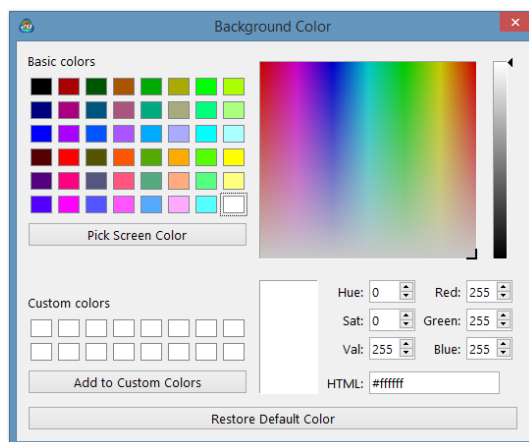 Background Color
Basic colors
Pick Screen Color
Custom colors
Add to Custom Colors
Hue: 0 Red: 255
Sat: 0 Green: 255
Val: 255 Blue: 255
HTML: #ffffff
Restore Default Color